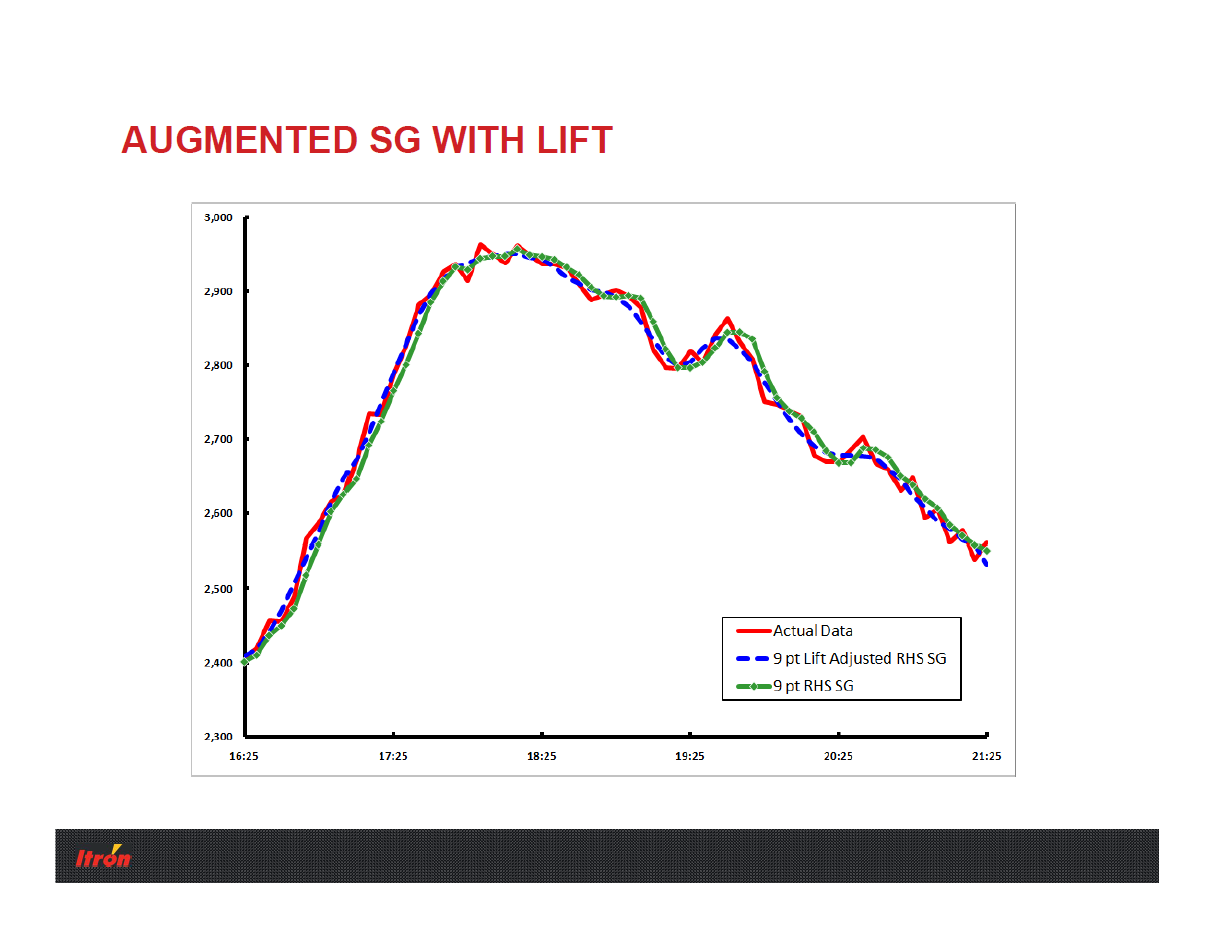 AUGMENTED SG WITH LIFT
3,000
2,900
2,800
2,700
2,600
2,500
2,400
2,300
16:25 17:25 18:25 19:25 20:25 21:25
Actual Data
9 pt Lift Adjusted RHS SG
9 pt RHS SG
Itrón